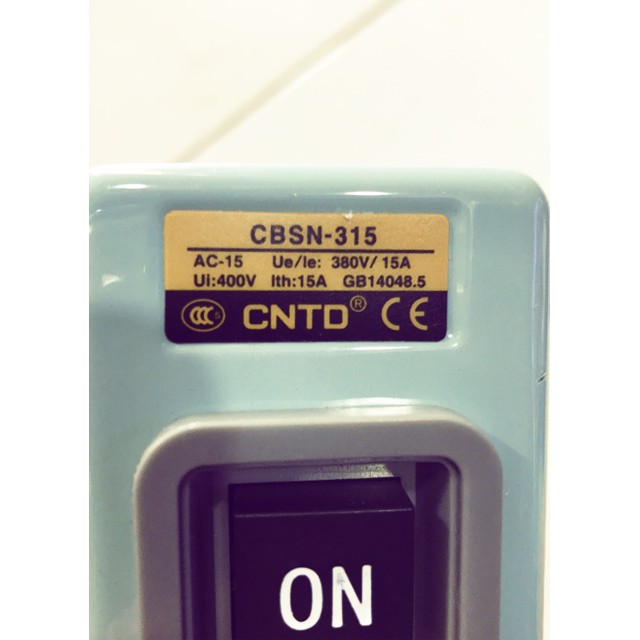 CBSN-315
AC-15 Ue/Ie: 380V/15A
Ui:400V Ith:15A GB14048.5
CCC S CNTD® CE
ON